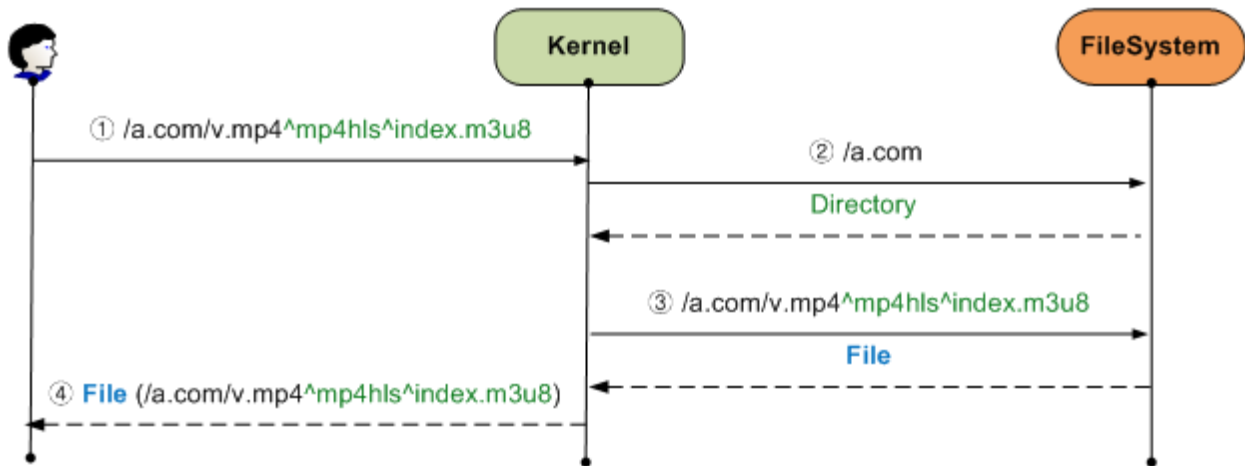 Kernel
FileSystem
① /a.com/v.mp4^mp4hls^index.m3u8
② /a.com
Directory
③ /a.com/v.mp4^mp4hls^index.m3u8
File
④ File (/a.com/v.mp4^mp4hls^index.m3u8)